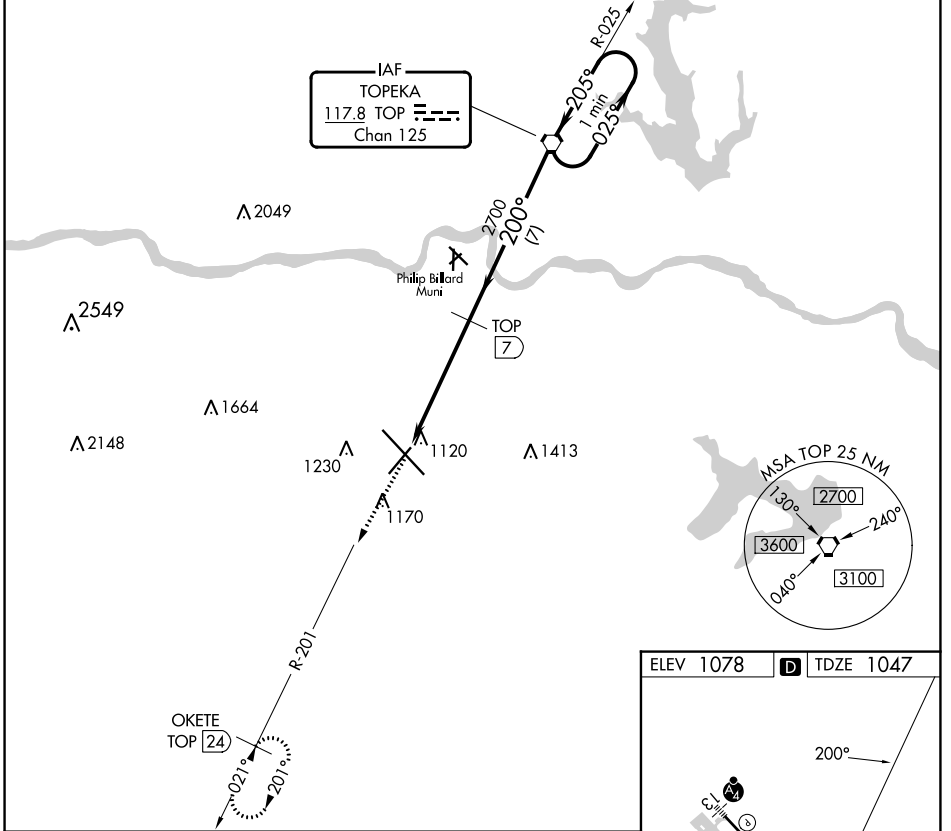 R-025
IAF
TOPEKA
117.8 TOP
Chan 125
205°
1 min
025°
2049
2700
200°
(7)
Philip Billard
Muni
2549
TOP
7
1664
2148
1230
1120
1413
1170
MSA TOP 25 NM
130°
2700
240°
3600
040°
3100
R-201
OKETE
TOP 24
021°
201°
ELEV 1078 D TDZE 1047
200°
A4
13
P